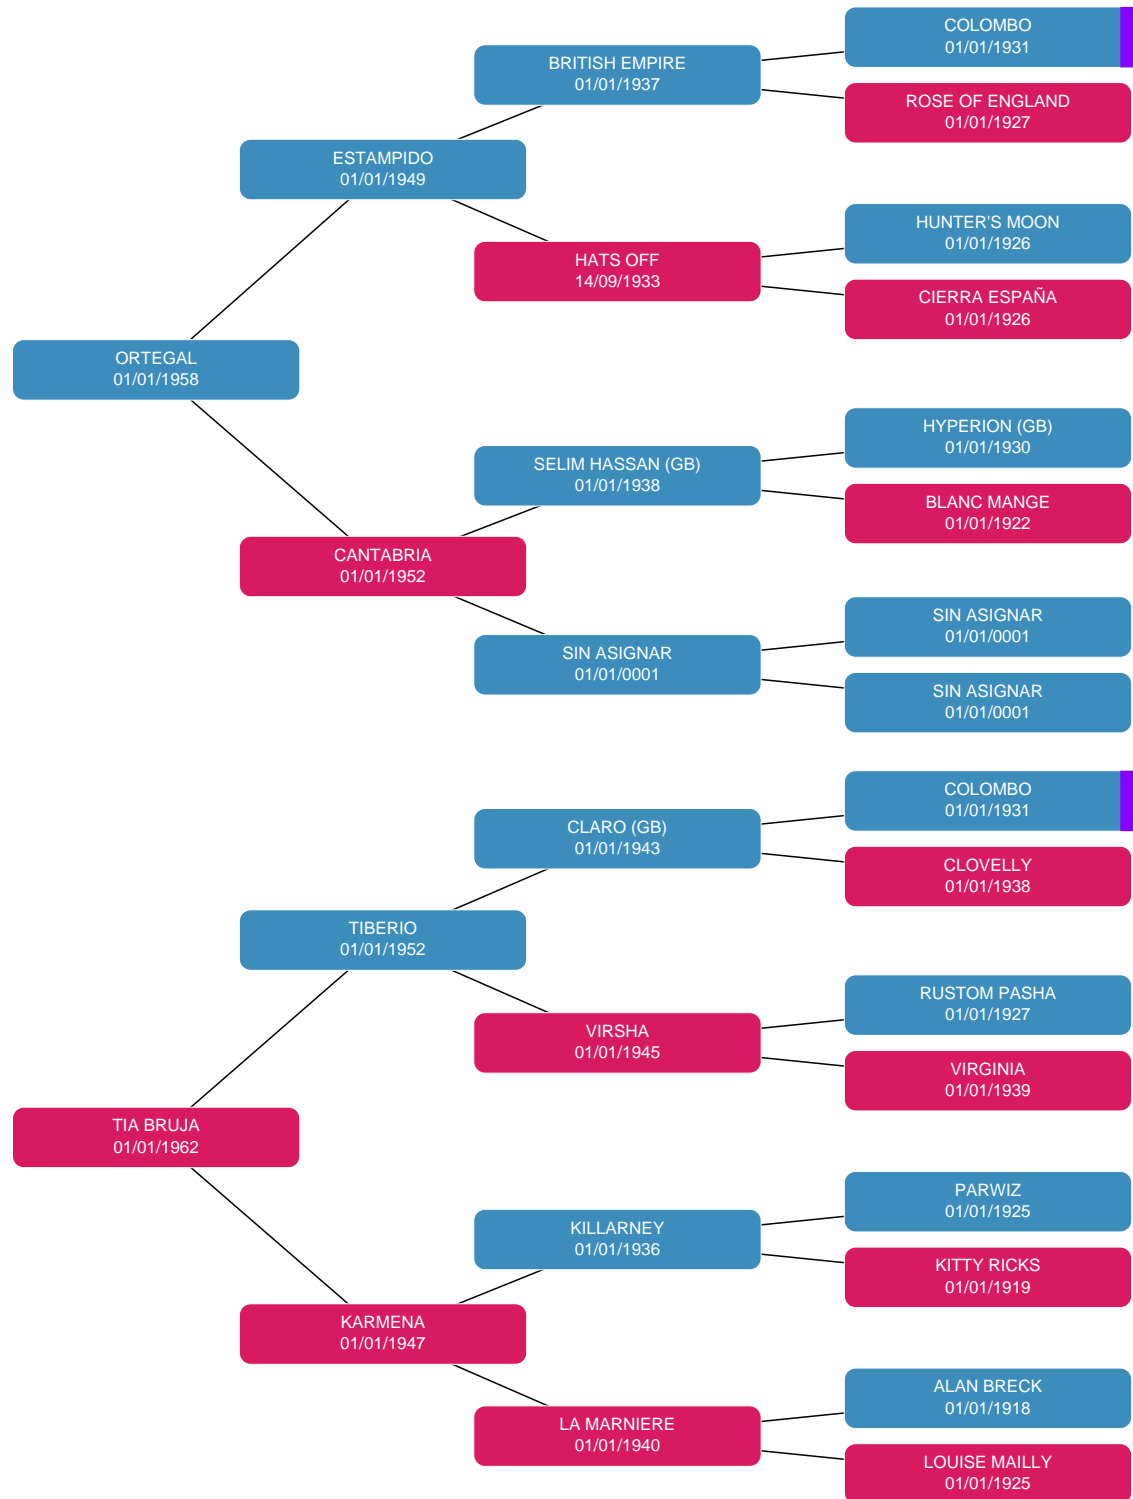 COLOMBO
01/01/1931
BRITISH EMPIRE
01/01/1937
ROSE OF ENGLAND
01/01/1927
ESTAMPIDO
01/01/1949
HUNTER'S MOON
01/01/1926
HATS OFF
14/09/1933
CIERRA ESPAÑA
01/01/1926
ORTEGAL
01/01/1958
HYPERION (GB)
01/01/1930
SELIM HASSAN (GB)
01/01/1938
BLANC MANGE
01/01/1922
CANTABRIA
01/01/1952
SIN ASIGNAR
01/01/0001
SIN ASIGNAR
01/01/0001
SIN ASIGNAR
01/01/0001
COLOMBO
01/01/1931
CLARO (GB)
01/01/1943
CLOVELLY
01/01/1938
TIBERIO
01/01/1952
RUSTOM PASHA
01/01/1927
VIRSHA
01/01/1945
VIRGINIA
01/01/1939
TIA BRUJA
01/01/1962
PARWIZ
01/01/1925
KILLARNEY
01/01/1936
KITTY RICKS
01/01/1919
KARMENA
01/01/1947
ALAN BRECK
01/01/1918
LA MARNIERE
01/01/1940
LOUISE MAILLY
01/01/1925